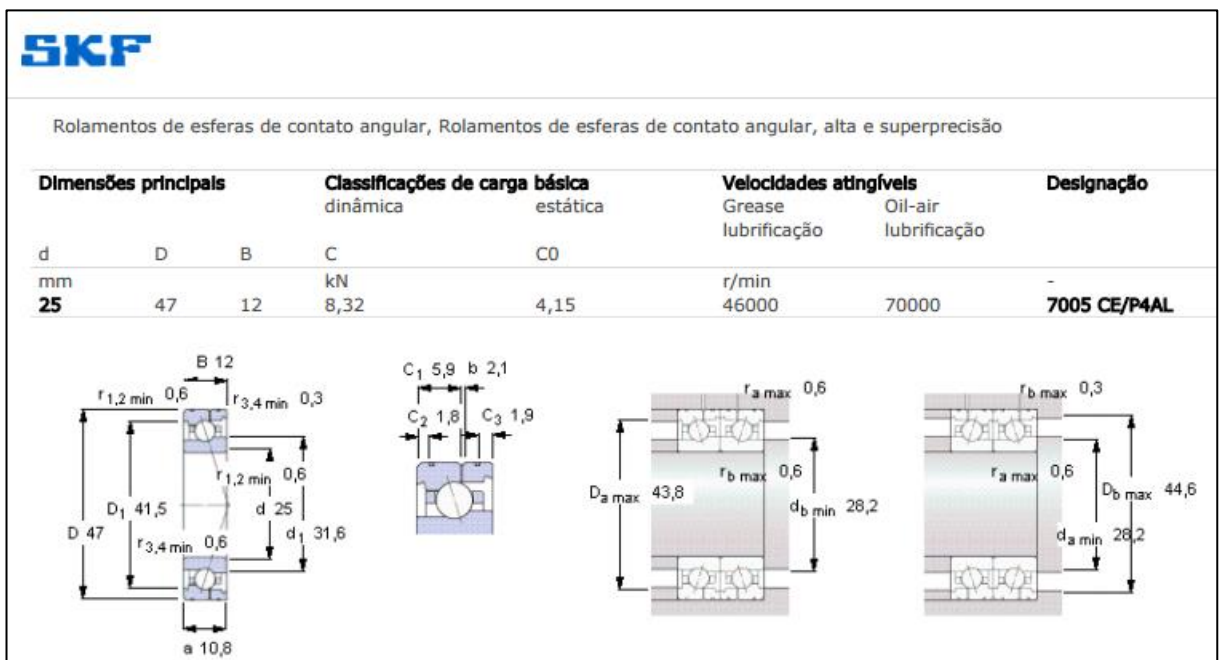 SKF
Rolamentos de esferas de contato angular, Rolamentos de esferas de contato angular, alta e superprecisão
Dimensões principais Classificações de carga básica Velocidades atingíveis Designação
dinâmica estática Grease Oil-air
lubrificação lubrificação
d D B C C0
mm kN r/min -
25 47 12 8,32 4,15 46000 70000 7005 CE/P4AL
B 12
r1,2 min 0,6 r3,4 min 0,3
r1,2 min 0,6
D1 41,5 d 25
D 47 d1 31,6
r3,4 min 0,6
a 10,8
C1 5,9 b 2,1
C2 1,8 C3 1,9
ra max 0,6
rb max 0,6
Da max 43,8
db min 28,2
rb max 0,3
ra max 0,6
Db max 44,6
da min 28,2